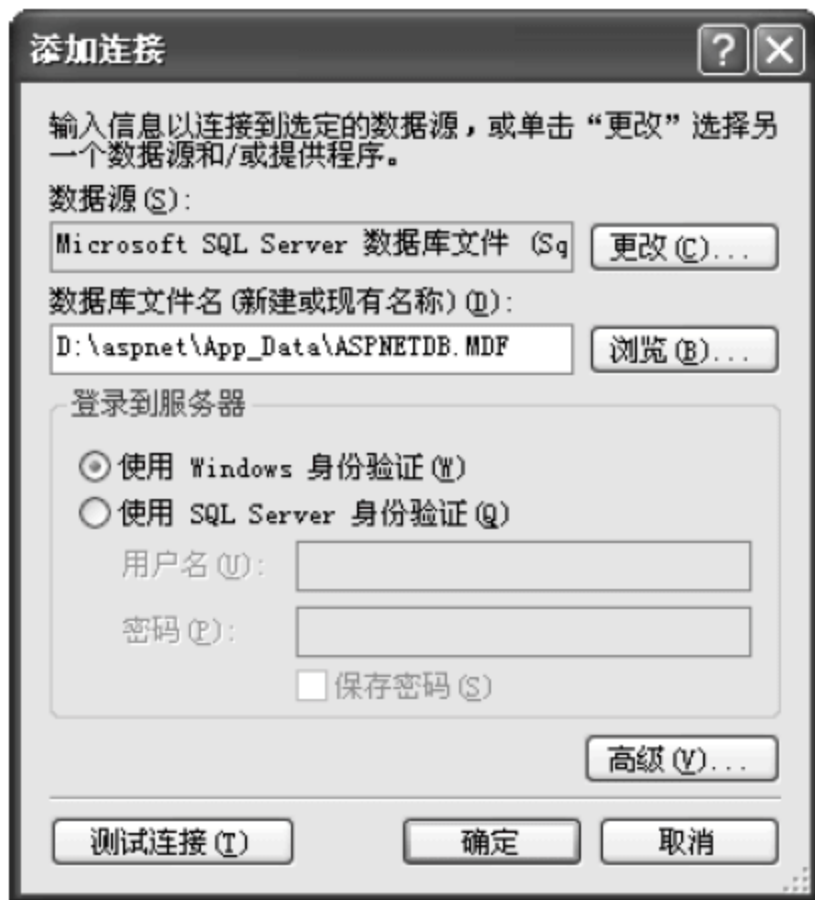 添加连接
输入信息以连接到选定的数据源，或单击“更改”选择另
一个数据源和/或提供程序。
数据源(S):
Microsoft SQL Server 数据库文件 (Sq
更改(C)...
数据库文件名(新建或现有名称)(D):
D:\aspnet\App_Data\ASPNETDB.MDF
浏览(B)...
登录到服务器
使用 Windows 身份验证(W)
使用 SQL Server 身份验证(Q)
用户名(U):
密码(P):
保存密码(S)
高级(V)...
测试连接(T)
确定
取消